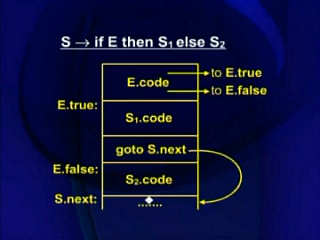 S → if E then S1 else S2
to E.true
E.code
to E.false
E.true:
S1.code
goto S.next
E.false:
S2.code
S.next:
.......